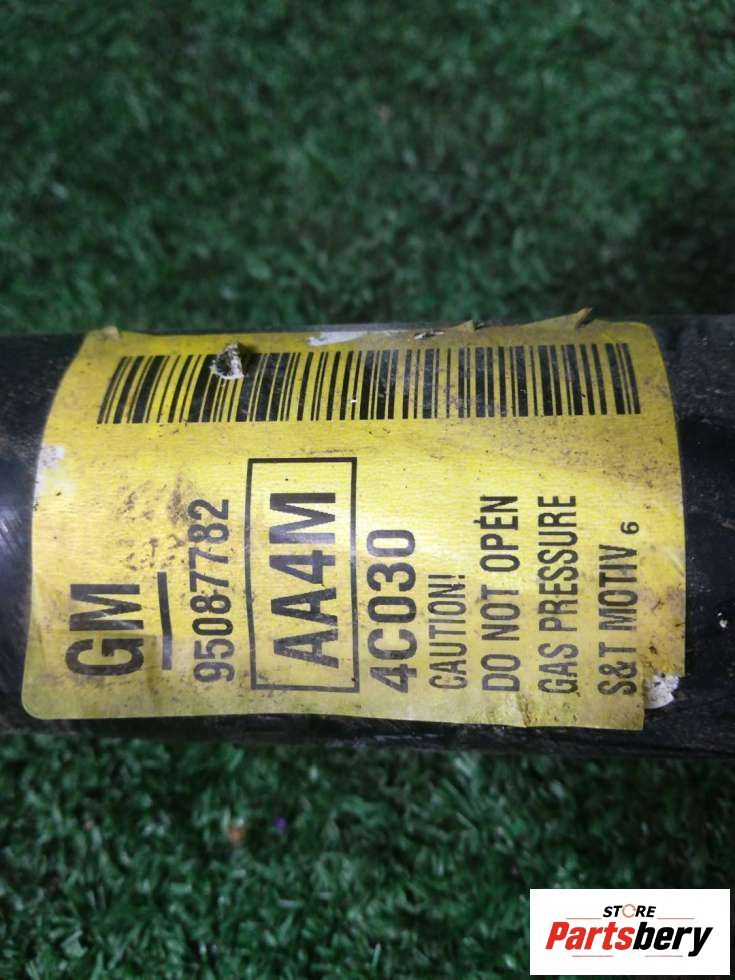 GM
95087782
AA4M
4C030
CAUTION!
DO NOT OPEN
GAS PRESSURE
S&T MOTIV 6
STORE
Partsbery